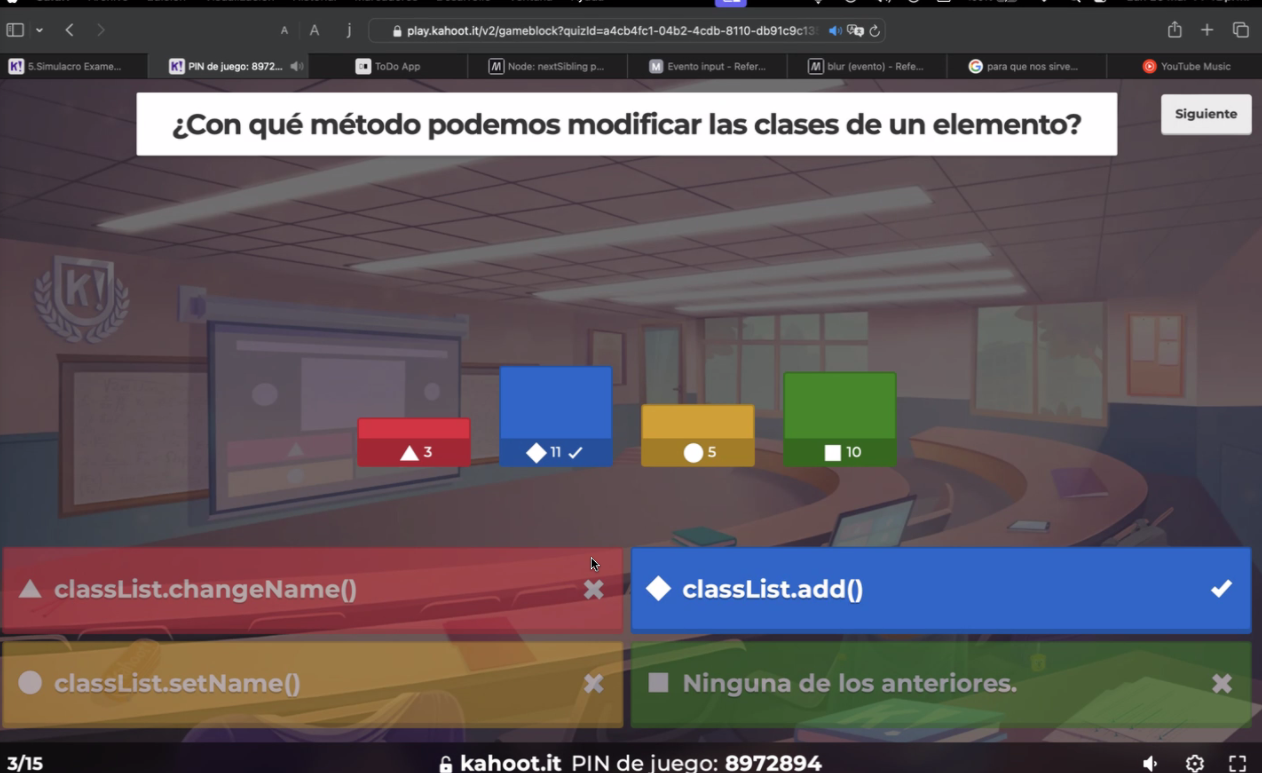 A A j play.kahoot.it/v2/gameblock?quizId=a4cb4fc1-04b2-4cdb-8110-db91c9c13
K! 5.Simulacro Exame... K! PIN de juego: 8972... ToDo App Node: nextSibling p... M Evento input - Refer... blur (evento) - Refe... G para que nos sirve... YouTube Music
¿Con qué método podemos modificar las clases de un elemento?
Siguiente
K!
3 11 5 10
classList.changeName() classList.add()
classList.setName() Ninguna de los anteriores.
3/15 kahoot.it PIN de juego: 8972894